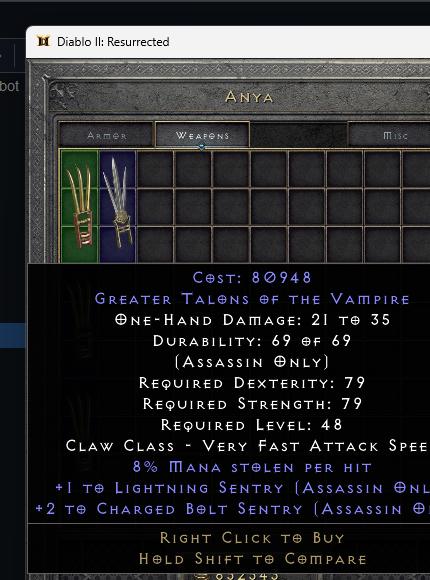 Diablo II: Resurrected
bot
Anya
Armor Weapons Misc
Cost: 80948
Greater Talons of the Vampire
One-Hand Damage: 21 to 35
Durability: 69 of 69
(Assassin Only)
Required Dexterity: 79
Required Strength: 79
Required Level: 48
Claw Class - Very Fast Attack Spee
8% Mana stolen per hit
+1 to Lightning Sentry (Assassin Onl
+2 to Charged Bolt Sentry (Assassin O
Right Click to Buy
Hold Shift to Compare